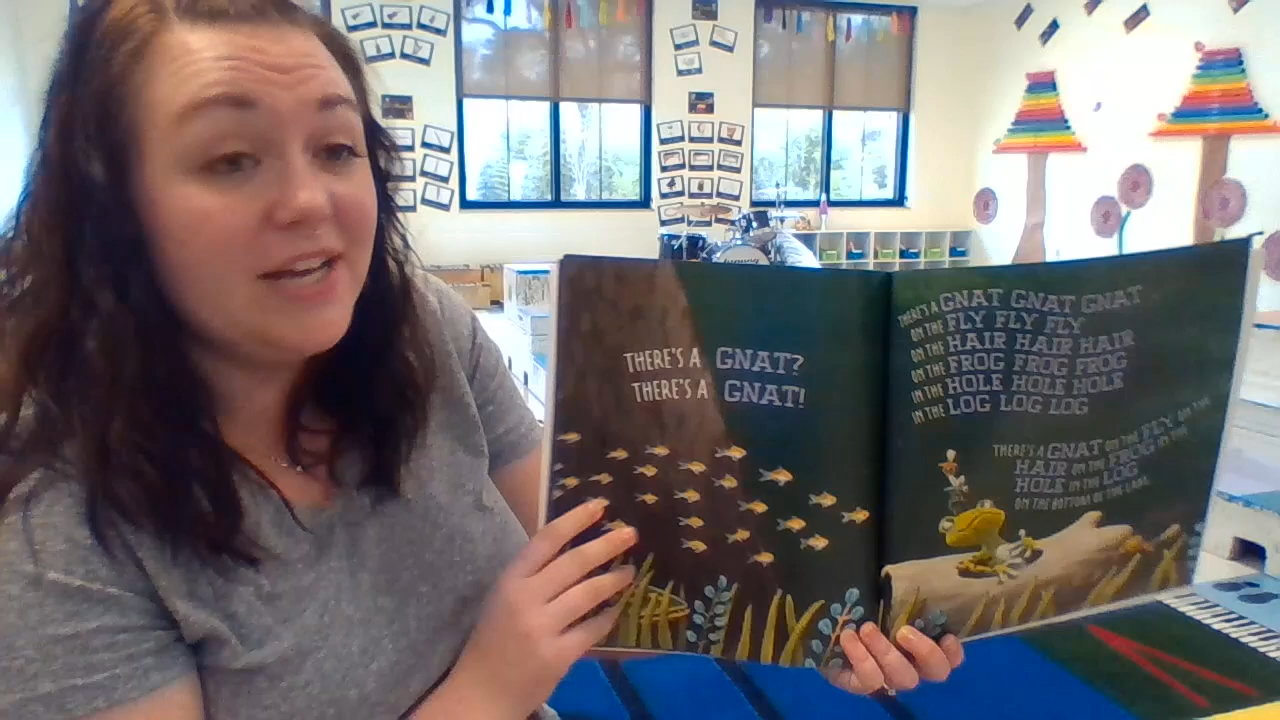 THERE'S A GNAT?
THERE'S A GNAT!
THERE'S A GNAT GNAT GNAT
ON THE FLY FLY FLY
ON THE HAIR HAIR HAIR
ON THE FROG FROG FROG
IN THE HOLE HOLE HOLE
IN THE LOG LOG LOG
THERE'S A GNAT ON THE FLY ON THE
HAIR ON THE FROG IN THE
HOLE IN THE LOG
ON THE BOTTOM OF THE LAKE.